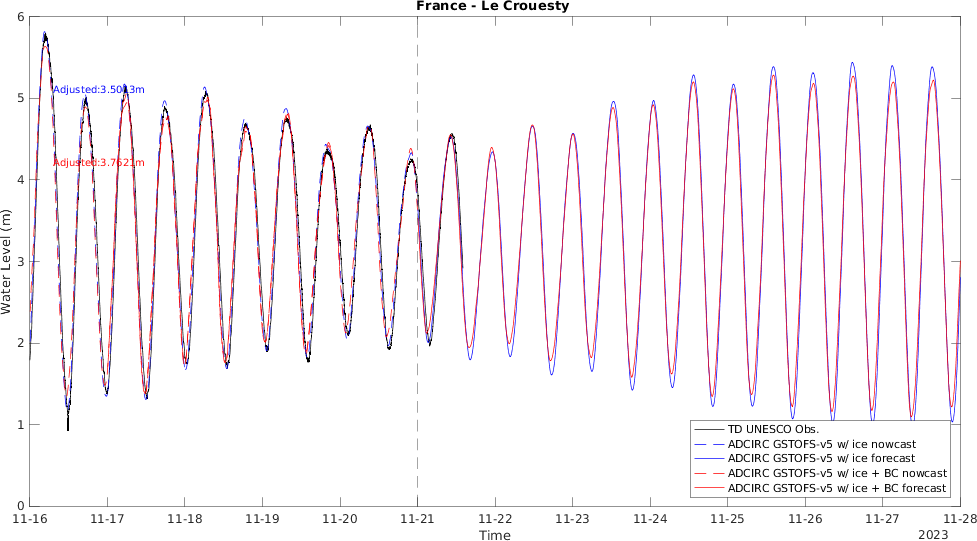 France - Le Crouesty
6
5
4
3
2
1
0
Water Level (m)
Adjusted:3.5013m
Adjusted:3.7621m
TD UNESCO Obs.
ADCIRC GSTOFS-v5 w/ ice nowcast
ADCIRC GSTOFS-v5 w/ ice forecast
ADCIRC GSTOFS-v5 w/ ice + BC nowcast
ADCIRC GSTOFS-v5 w/ ice + BC forecast
11-16 11-17 11-18 11-19 11-20 11-21 11-22 11-23 11-24 11-25 11-26 11-27 11-28
Time
2023